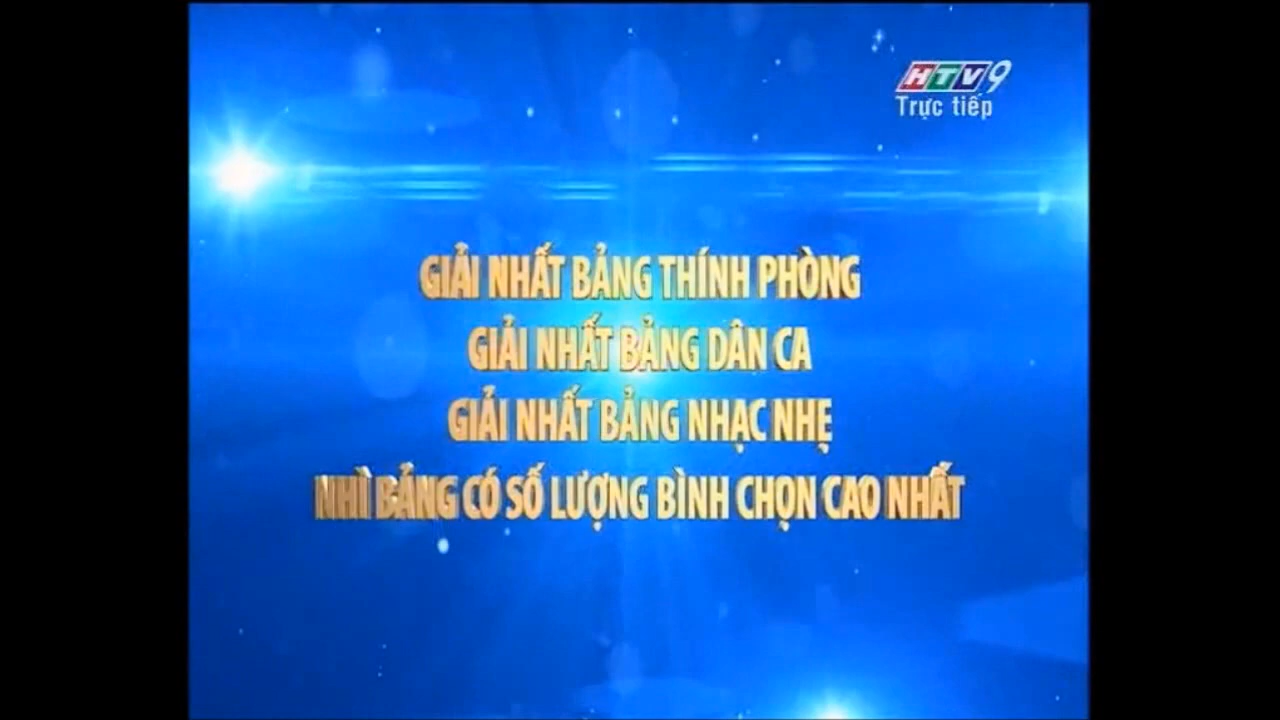 HTV9
Trực tiếp
GIẢI NHẤT BẢNG THÍNH PHÒNG
GIẢI NHẤT BẢNG DÂN CA
GIẢI NHẤT BẢNG NHẠC NHẸ
NHÌ BẢNG CÓ SỐ LƯỢNG BÌNH CHỌN CAO NHẤT